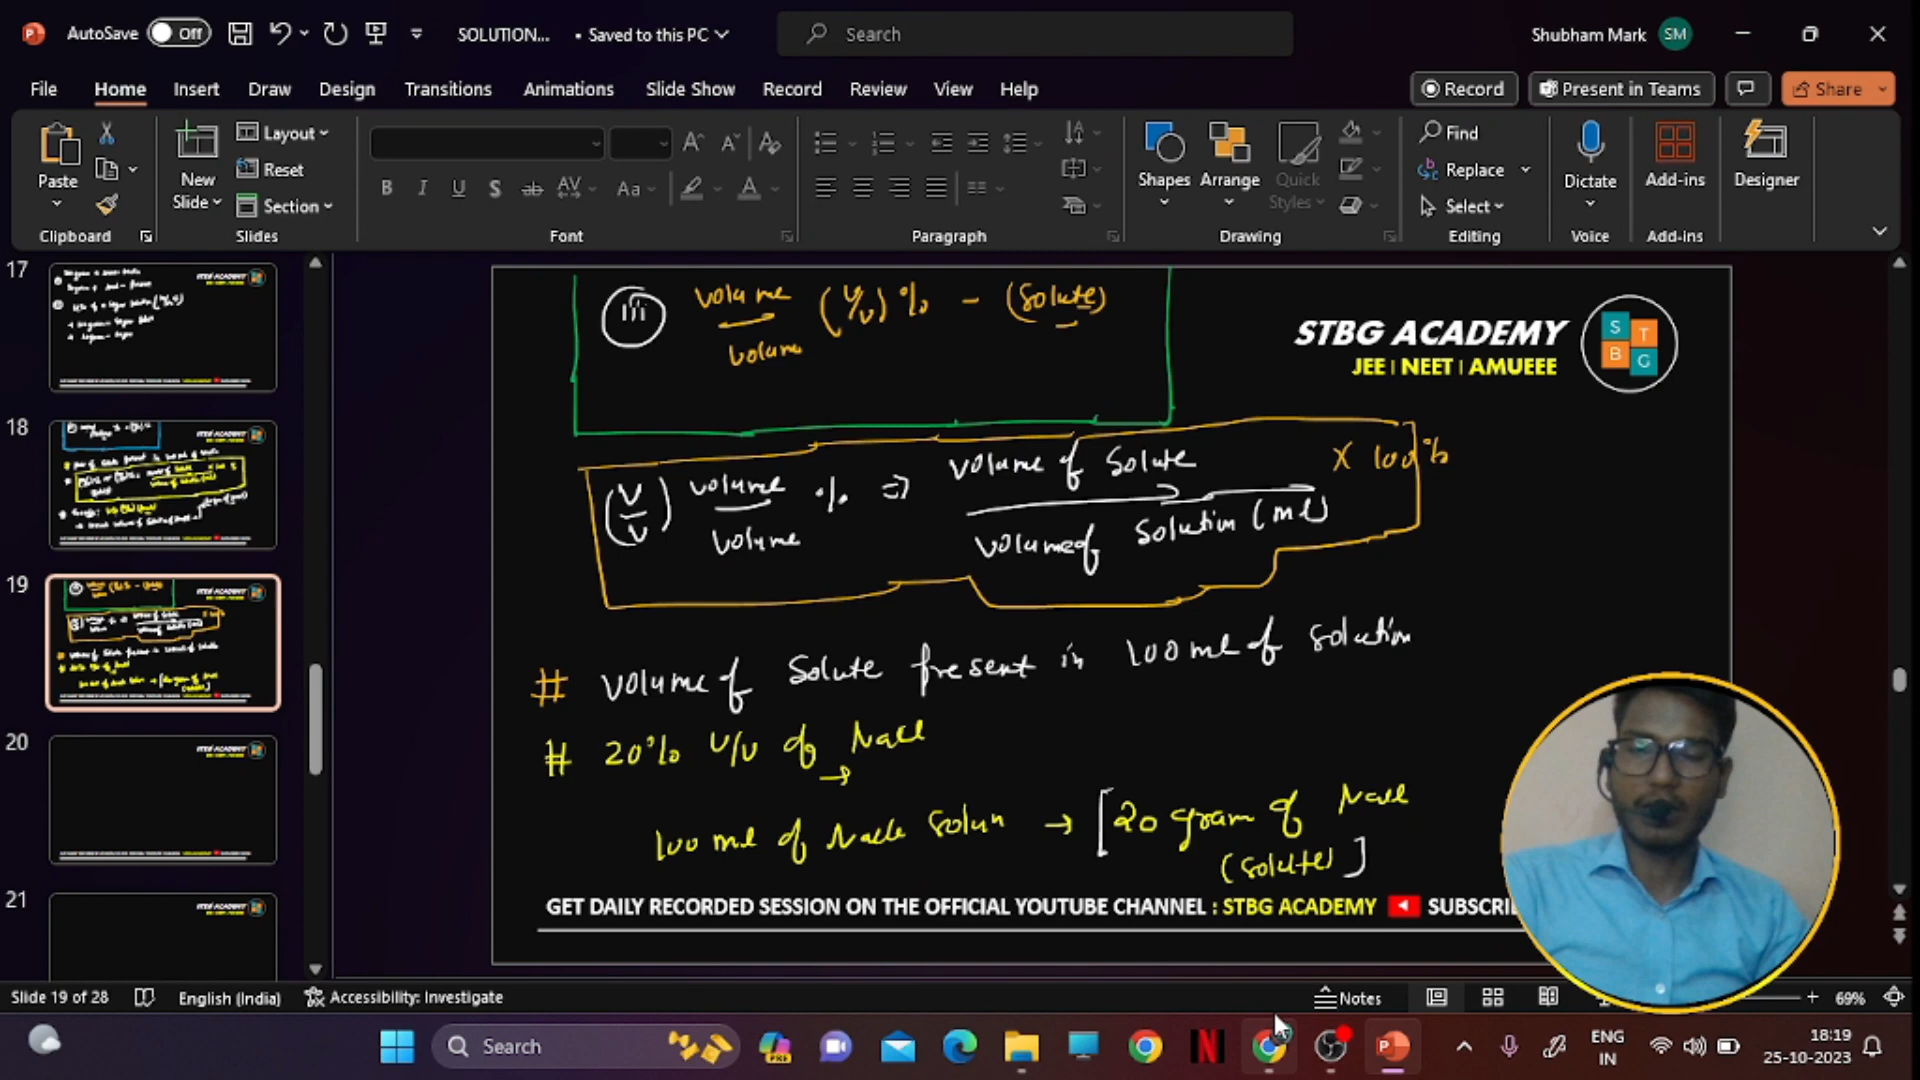 AutoSave Off SOLUTION... • Saved to this PC Search Shubham Mark SM
File Home Insert Draw Design Transitions Animations Slide Show Record Review View Help Record Present in Teams Share
Paste New Slide Layout Reset Section
B I U S ab AV Aa A
Shapes Arrange Quick Styles Find Replace Select Dictate Add-ins Designer
Clipboard Slides Font Paragraph Drawing Editing Voice Add-ins
17
18
19
20
21
iii volume (V/V) % - (Solute)
volume
STBG ACADEMY
JEE | NEET | AMUEEE
S T
B G
(V/V) volume/volume % ⇒ volume of Solute / volume of Solution (ml) X 100%
# volume of Solute present in 100 ml of solution
# 20% V/V of Nacl
→
100 ml of Nacl Solun → [20 gram of Nacl
(Solute)]
GET DAILY RECORDED SESSION ON THE OFFICIAL YOUTUBE CHANNEL : STBG ACADEMY
Slide 19 of 28 English (India) Accessibility: Investigate Notes + 69%
Search PRE ENG IN 18:19 25-10-2023